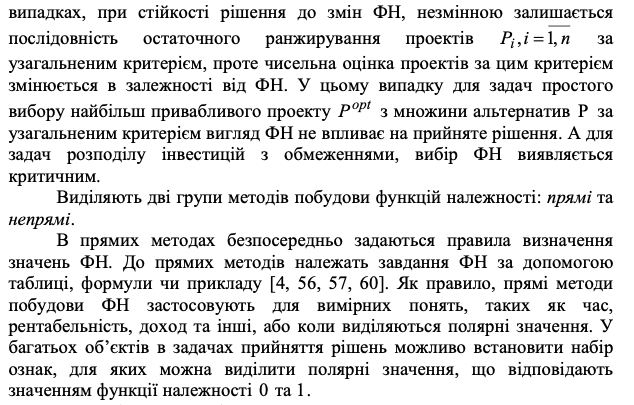 випадках, при стійкості рішення до змін ФН, незмінною залишається
послідовність остаточного ранжирування проектів $P_i, i = \overline{1, n}$ за
узагальненим критерієм, проте чисельна оцінка проектів за цим критерієм
змінюється в залежності від ФН. У цьому випадку для задач простого
вибору найбільш привабливого проекту $P^{opt}$ з множини альтернатив P за
узагальненим критерієм вигляд ФН не впливає на прийняте рішення. А для
задач розподілу інвестицій з обмеженнями, вибір ФН виявляється
критичним.
Виділяють дві групи методів побудови функцій належності: прямі та
непрямі.
В прямих методах безпосередньо задаються правила визначення
значень ФН. До прямих методів належать завдання ФН за допомогою
таблиці, формули чи прикладу [4, 56, 57, 60]. Як правило, прямі методи
побудови ФН застосовують для вимірних понять, таких як час,
рентабельність, доход та інші, або коли виділяються полярні значення. У
багатьох об’єктів в задачах прийняття рішень можливо встановити набір
ознак, для яких можна виділити полярні значення, що відповідають
значенням функції належності 0 та 1.